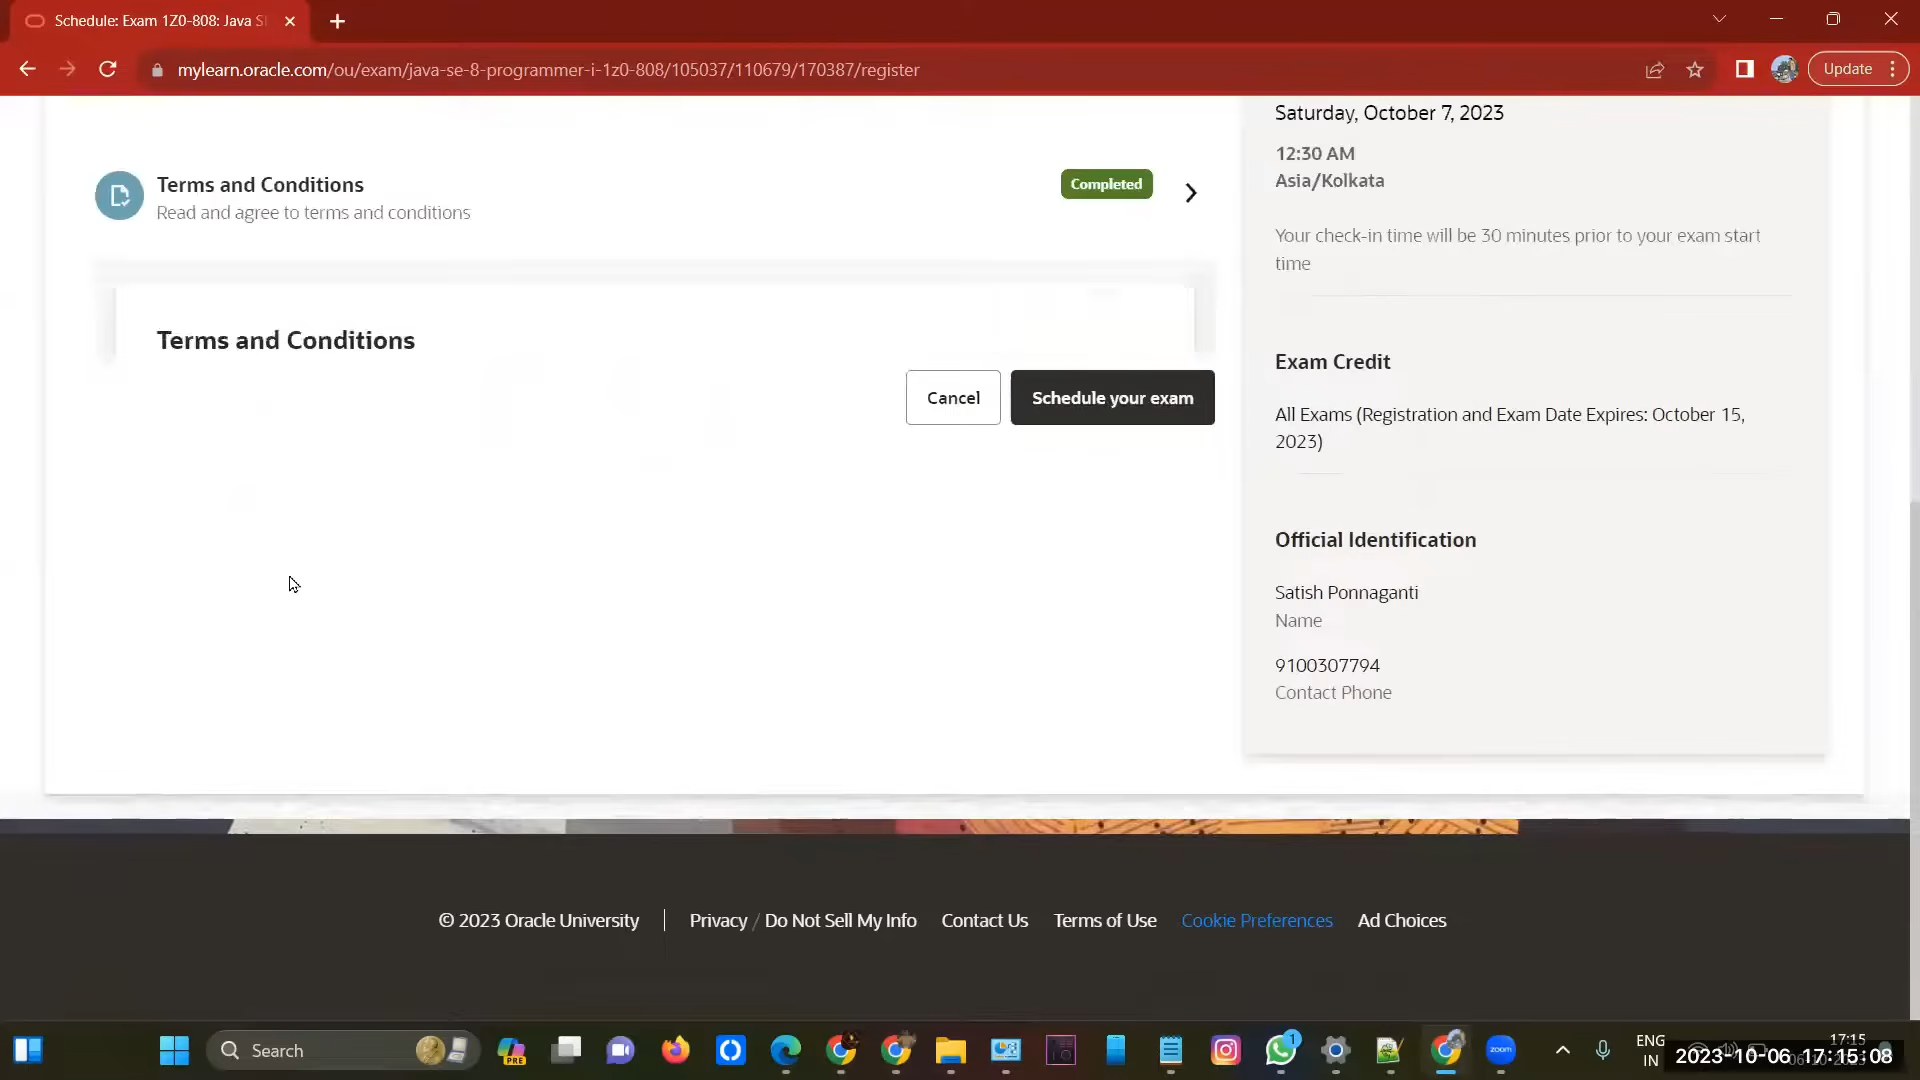 Schedule: Exam 1Z0-808: Java S
mylearn.oracle.com/ou/exam/java-se-8-programmer-i-1z0-808/105037/110679/170387/register
Update
Terms and Conditions
Read and agree to terms and conditions
Completed
Terms and Conditions
Cancel
Schedule your exam
Saturday, October 7, 2023
12:30 AM
Asia/Kolkata
Your check-in time will be 30 minutes prior to your exam start
time
Exam Credit
All Exams (Registration and Exam Date Expires: October 15,
2023)
Official Identification
Satish Ponnaganti
Name
9100307794
Contact Phone
© 2023 Oracle University
Privacy / Do Not Sell My Info
Contact Us
Terms of Use
Cookie Preferences
Ad Choices
Search
PRE
1
zoom
ENG
IN
17:15
2023-10-06 17:15:08